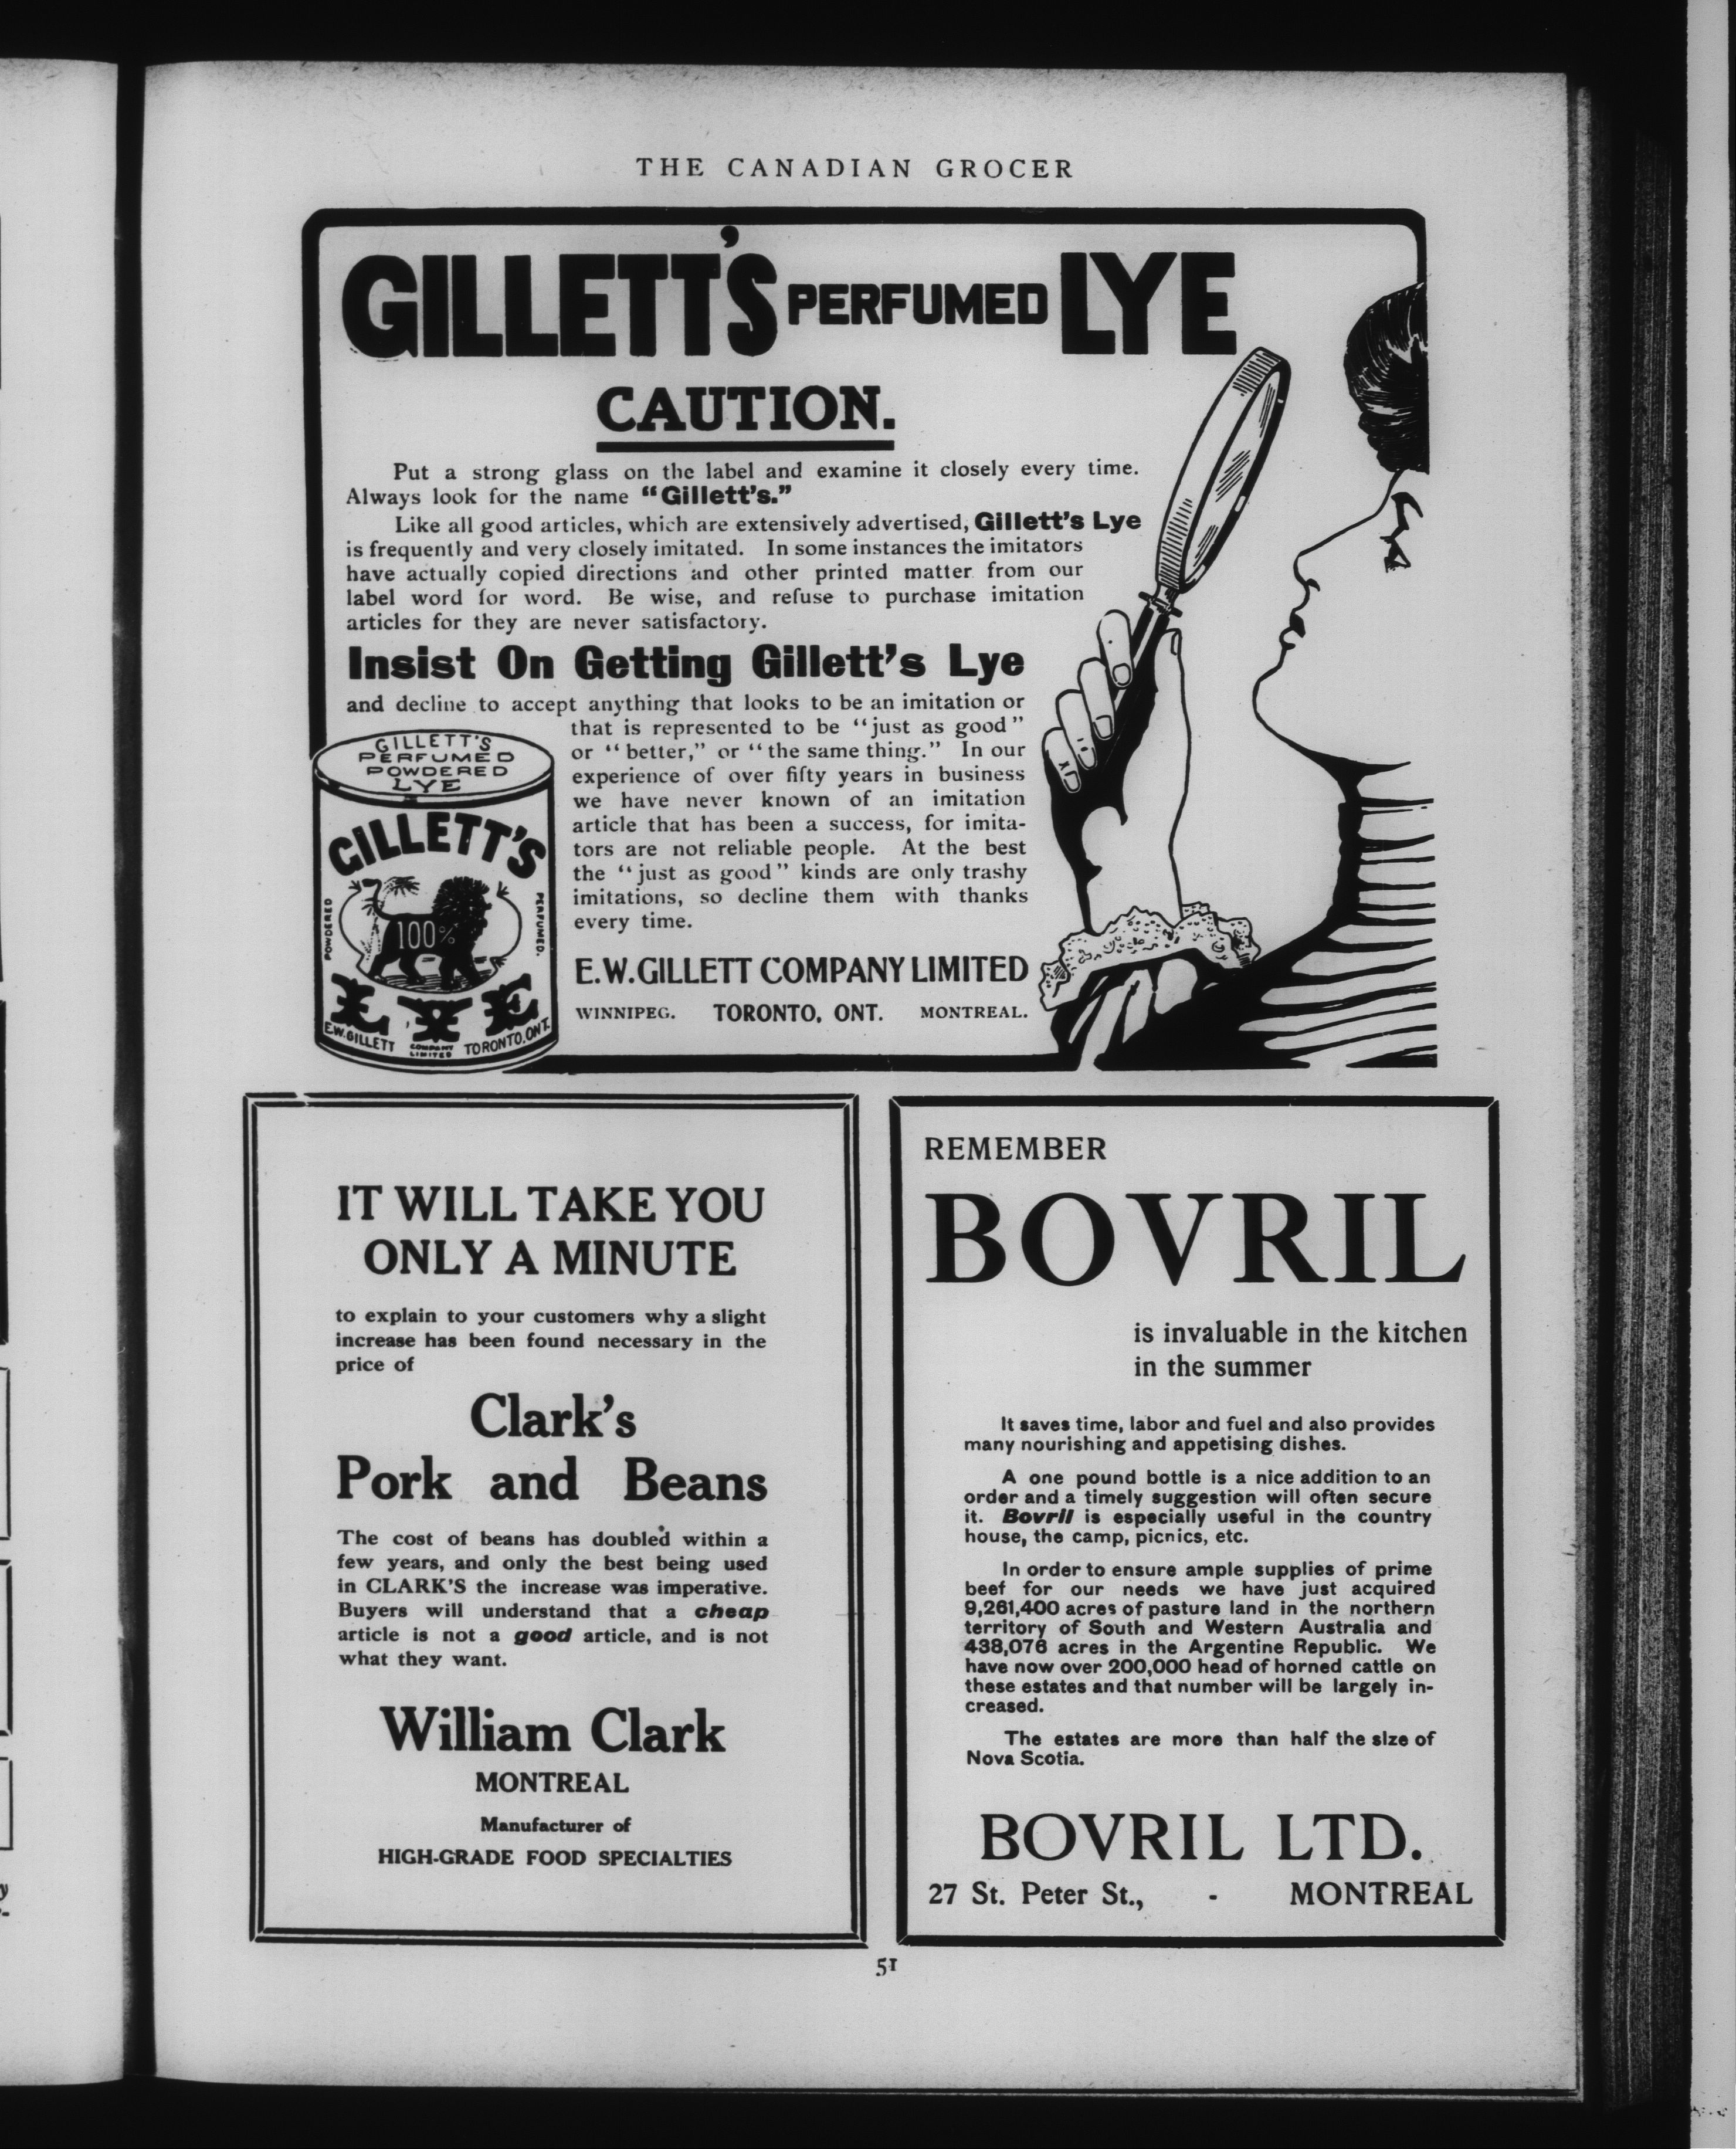 THE CANADIAN GROCER
GILLETT'S PERFUMED LYE
CAUTION.
Put a strong glass on the label and examine it closely every time.
Always look for the name "Gillett's."
Like all good articles, which are extensively advertised, Gillett's Lye
is frequently and very closely imitated. In some instances the imitators
have actually copied directions and other printed matter from our
label word for word. Be wise, and refuse to purchase imitation
articles for they are never satisfactory.
Insist On Getting Gillett's Lye
and decline to accept anything that looks to be an imitation or
that is represented to be "just as good"
or "better," or "the same thing." In our
experience of over fifty years in business
we have never known of an imitation
article that has been a success, for imita-
tors are not reliable people. At the best
the "just as good" kinds are only trashy
imitations, so decline them with thanks
every time.
E.W. GILLETT COMPANY LIMITED
WINNIPEG. TORONTO, ONT. MONTREAL.
GILLETT'S
PERFUMED
POWDERED
LYE
GILLETT'S
POWDERED
100%
PERFUMED.
LYE
E.W. GILLETT COMPANY LIMITED TORONTO, ONT.
IT WILL TAKE YOU
ONLY A MINUTE
to explain to your customers why a slight
increase has been found necessary in the
price of
Clark's
Pork and Beans
The cost of beans has doubled within a
few years, and only the best being used
in CLARK'S the increase was imperative.
Buyers will understand that a cheap
article is not a good article, and is not
what they want.
William Clark
MONTREAL
Manufacturer of
HIGH-GRADE FOOD SPECIALTIES
REMEMBER
BOVRIL
is invaluable in the kitchen
in the summer
It saves time, labor and fuel and also provides
many nourishing and appetising dishes.
A one pound bottle is a nice addition to an
order and a timely suggestion will often secure
it. Bovril is especially useful in the country
house, the camp, picnics, etc.
In order to ensure ample supplies of prime
beef for our needs we have just acquired
9,261,400 acres of pasture land in the northern
territory of South and Western Australia and
438,076 acres in the Argentine Republic. We
have now over 200,000 head of horned cattle on
these estates and that number will be largely in-
creased.
The estates are more than half the size of
Nova Scotia.
BOVRIL LTD.
27 St. Peter St., - MONTREAL
51